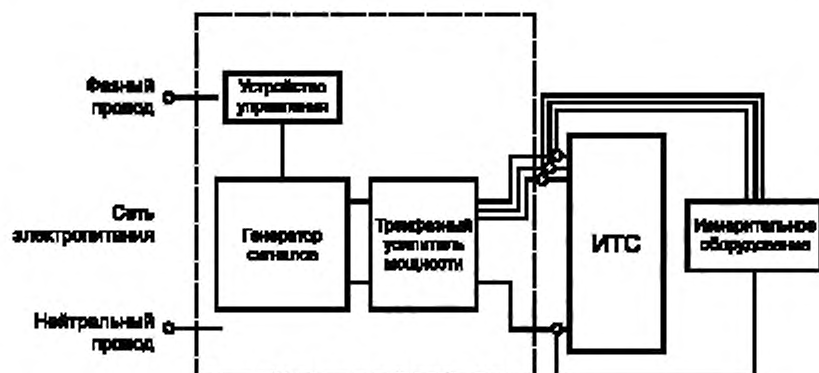 Фазный
провод
Устройство
управления
Сеть
электропитания
Генератор
сигналов
Трехфазный
усилитель
мощности
ИТС
Измерительное
оборудование
Нейтральный
провод